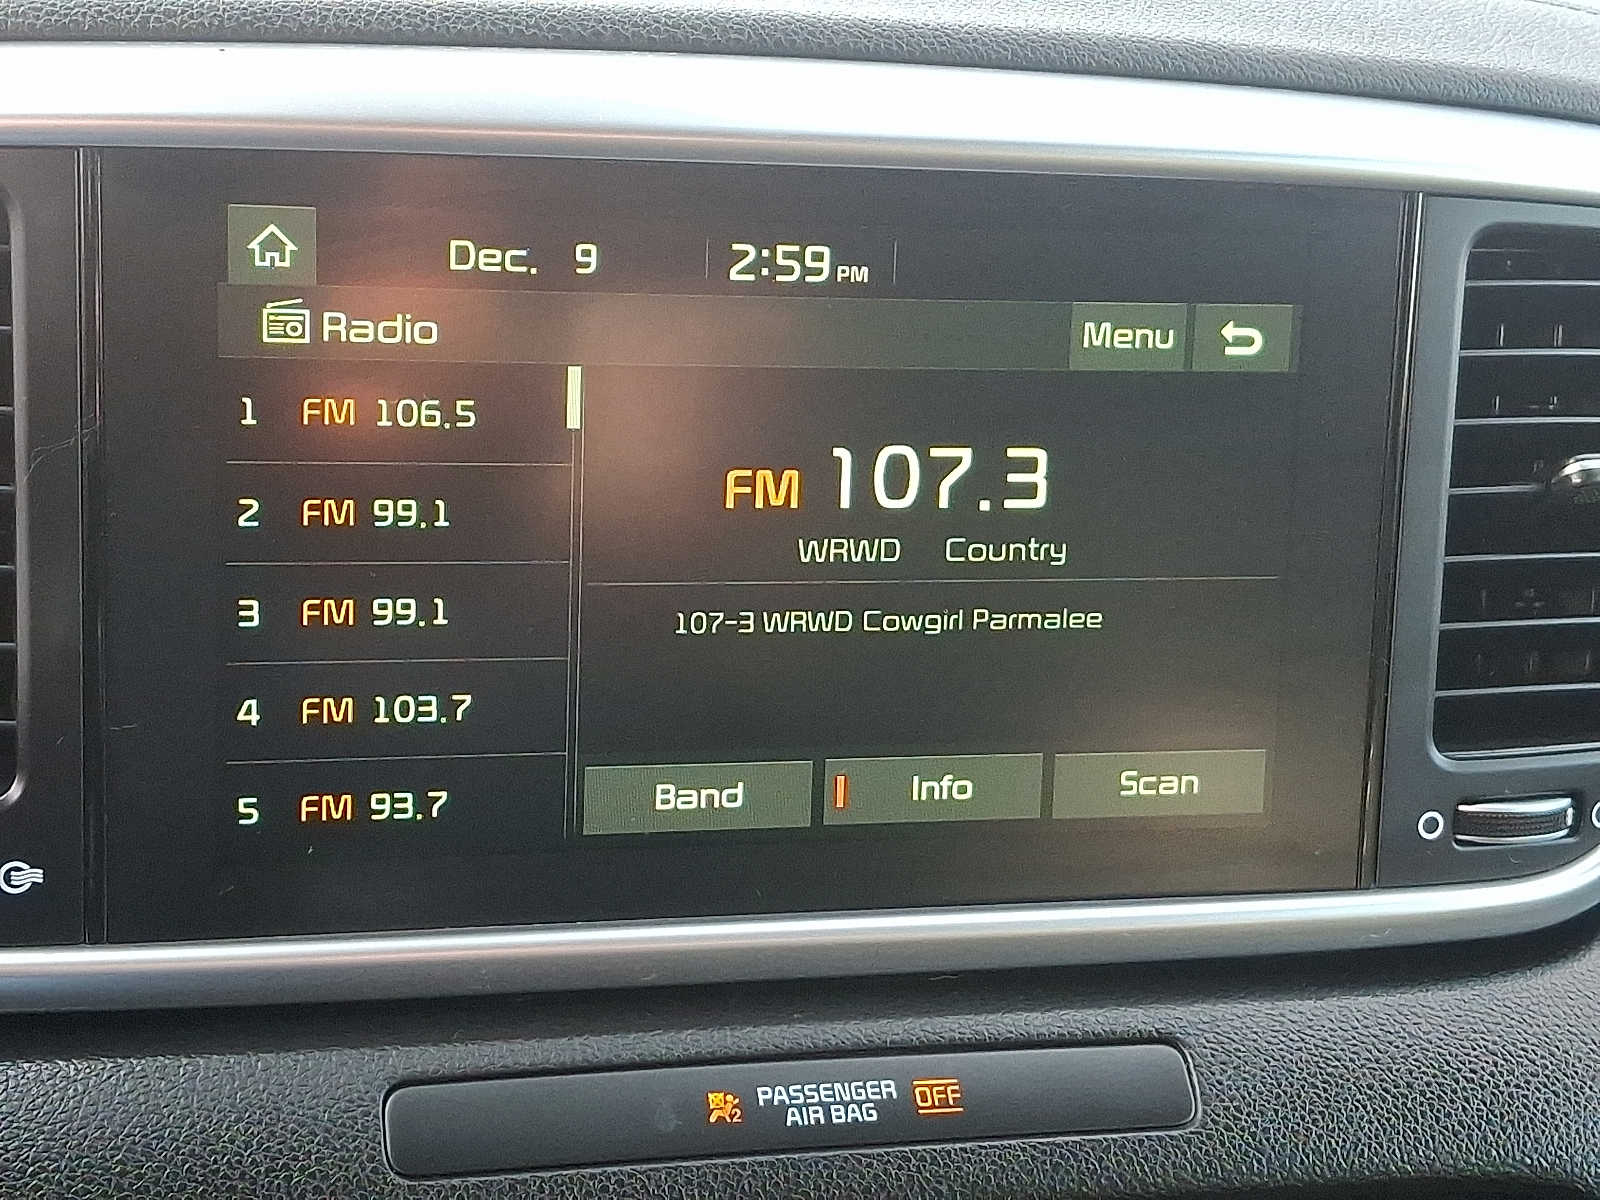 Dec. 9 2:59 PM
Radio Menu
1 FM 106.5
2 FM 99.1
3 FM 99.1
4 FM 103.7
5 FM 93.7
FM 107.3
WRWD Country
107-3 WRWD Cowgirl Parmalee
Band Info Scan
PASSENGER
AIR BAG OFF
2